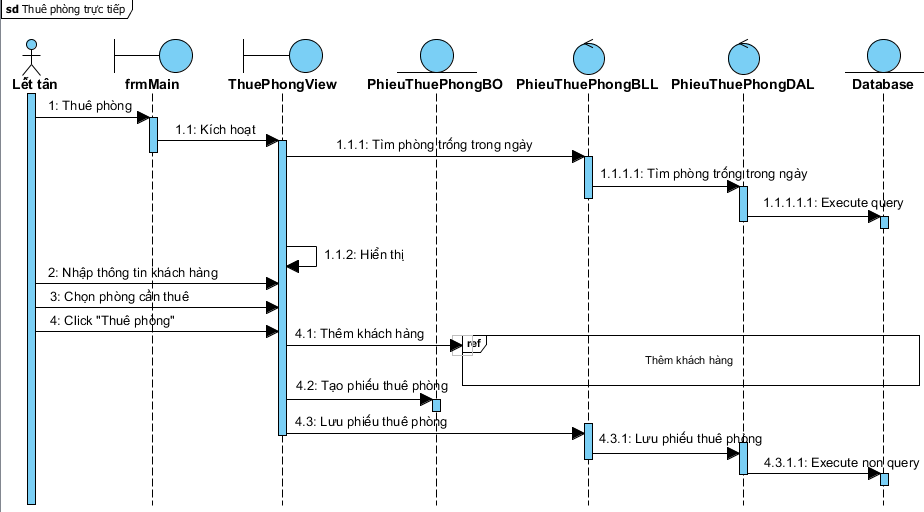 sd Thuê phòng trực tiếp
Lết tân
frmMain
ThuePhongView
PhieuThuePhongBO
PhieuThuePhongBLL
PhieuThuePhongDAL
Database
1: Thuê phòng
1.1: Kích hoạt
1.1.1: Tìm phòng trống trong ngày
1.1.1.1: Tìm phòng trống trong ngày
1.1.1.1.1: Execute query
1.1.2: Hiển thị
2: Nhập thông tin khách hàng
3: Chọn phòng cần thuê
4: Click "Thuê phòng"
4.1: Thêm khách hàng
ref
Thêm khách hàng
4.2: Tạo phiếu thuê phòng
4.3: Lưu phiếu thuê phòng
4.3.1: Lưu phiếu thuê phòng
4.3.1.1: Execute non query